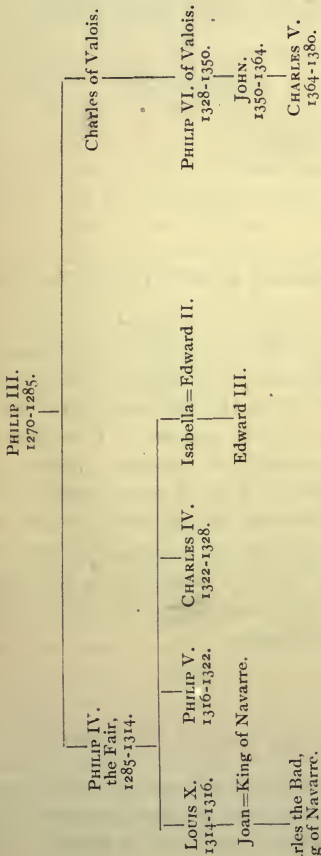 PHILIP III.
1270-1285.
PHILIP IV.
the Fair,
1285-1314.
Charles of Valois.
LOUIS X.
1314-1316.
PHILIP V.
1316-1322.
CHARLES IV.
1322-1328.
Isabella=Edward II.
PHILIP VI. of Valois.
1328-1350.
Joan=King of Navarre.
Edward III.
JOHN.
1350-1364.
rles the Bad,
g of Navarre.
CHARLES V.
1364-1380.